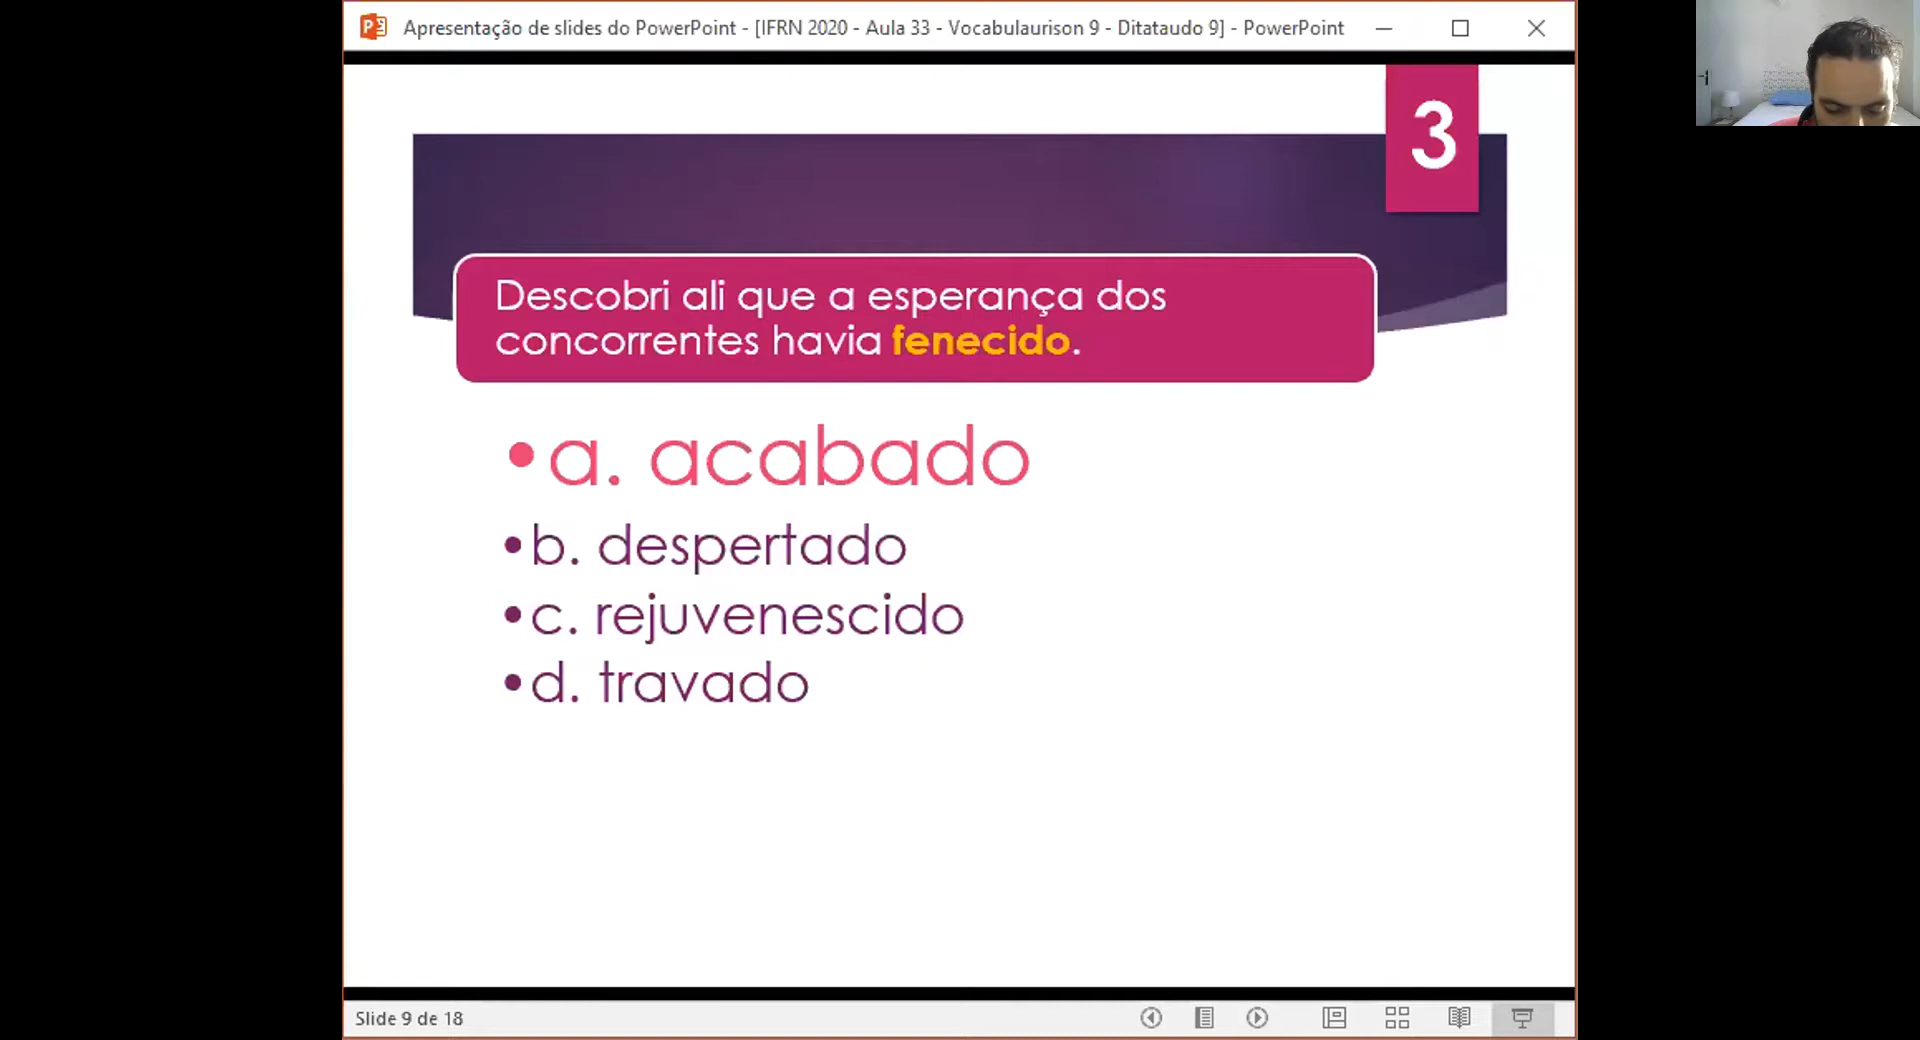 Apresentação de slides do PowerPoint - [IFRN 2020 - Aula 33 - Vocabulaurison 9 - Ditataudo 9] - PowerPoint
3
Descobri ali que a esperança dos
concorrentes havia fenecido.
•a. acabado
•b. despertado
•c. rejuvenescido
•d. travado
Slide 9 de 18